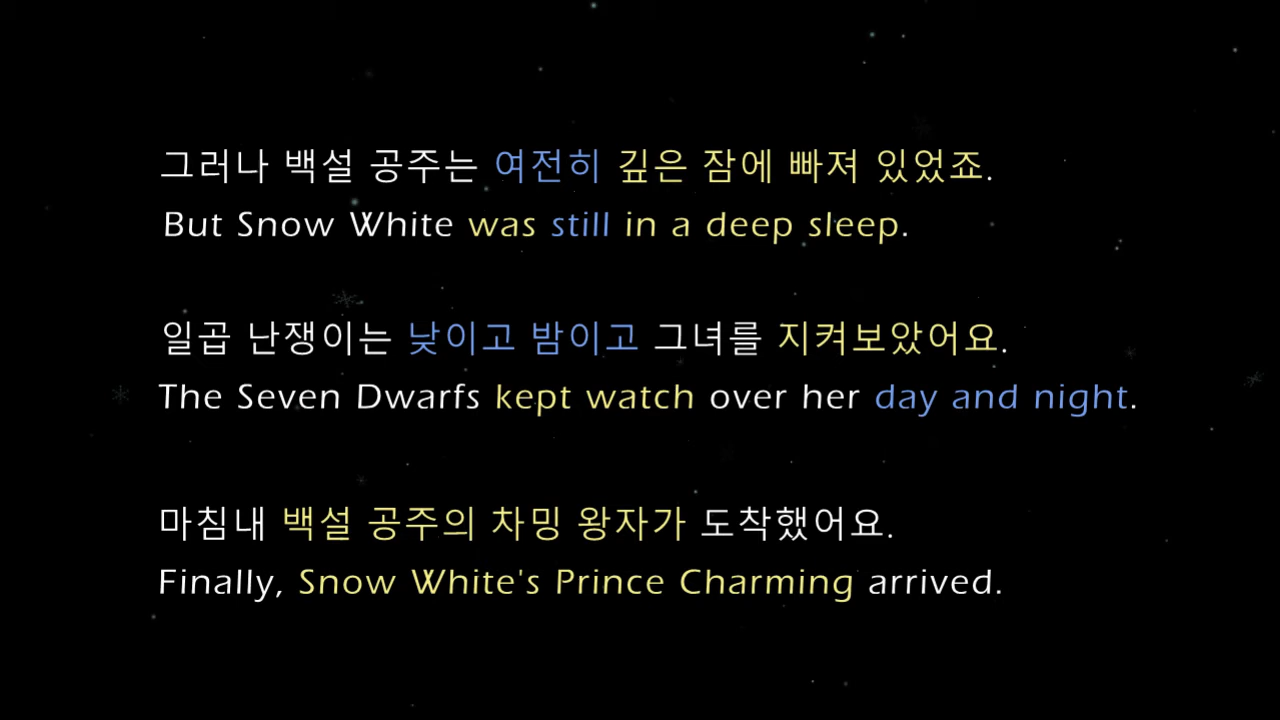 그러나 백설 공주는 여전히 깊은 잠에 빠져 있었죠.
But Snow White was still in a deep sleep.
일곱 난쟁이는 낮이고 밤이고 그녀를 지켜보았어요.
The Seven Dwarfs kept watch over her day and night.
마침내 백설 공주의 차밍 왕자가 도착했어요.
Finally, Snow White's Prince Charming arrived.